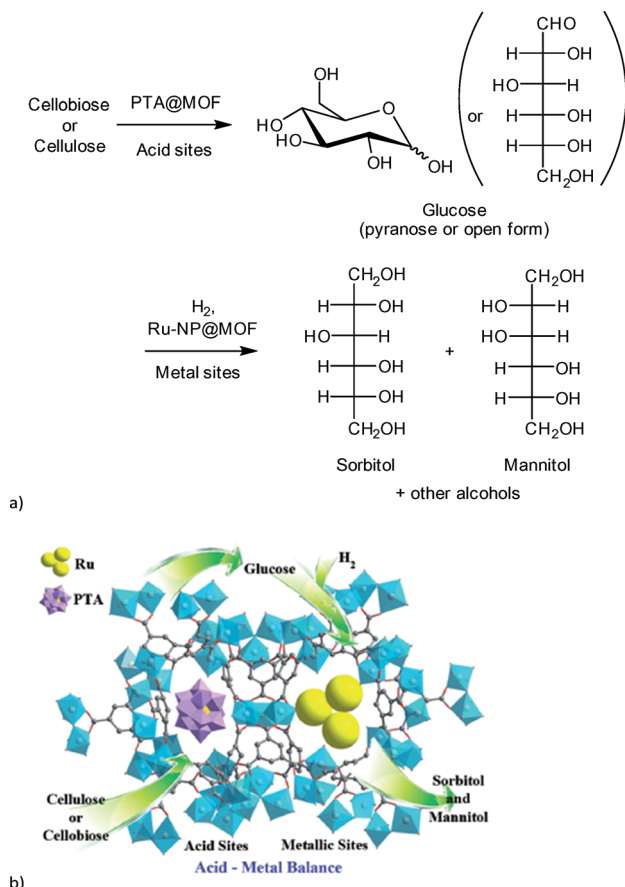 CHO
H OH
HO H
H OH
H OH
CH2OH
or
OH
O
HO
HO
OH
OH
Cellobiose
or
Cellulose
PTA@MOF
Acid sites
Glucose
(pyranose or open form)
H2,
Ru-NP@MOF
Metal sites
CH2OH
H OH
HO H
H OH
H OH
CH2OH
Sorbitol
+
CH2OH
HO H
HO H
H OH
H OH
CH2OH
Mannitol
+ other alcohols
a)
Ru
PTA
Glucose
H2
Cellulose
or
Cellobiose
Acid Sites
Metallic Sites
Sorbitol
and
Mannitol
Acid - Metal Balance
b)